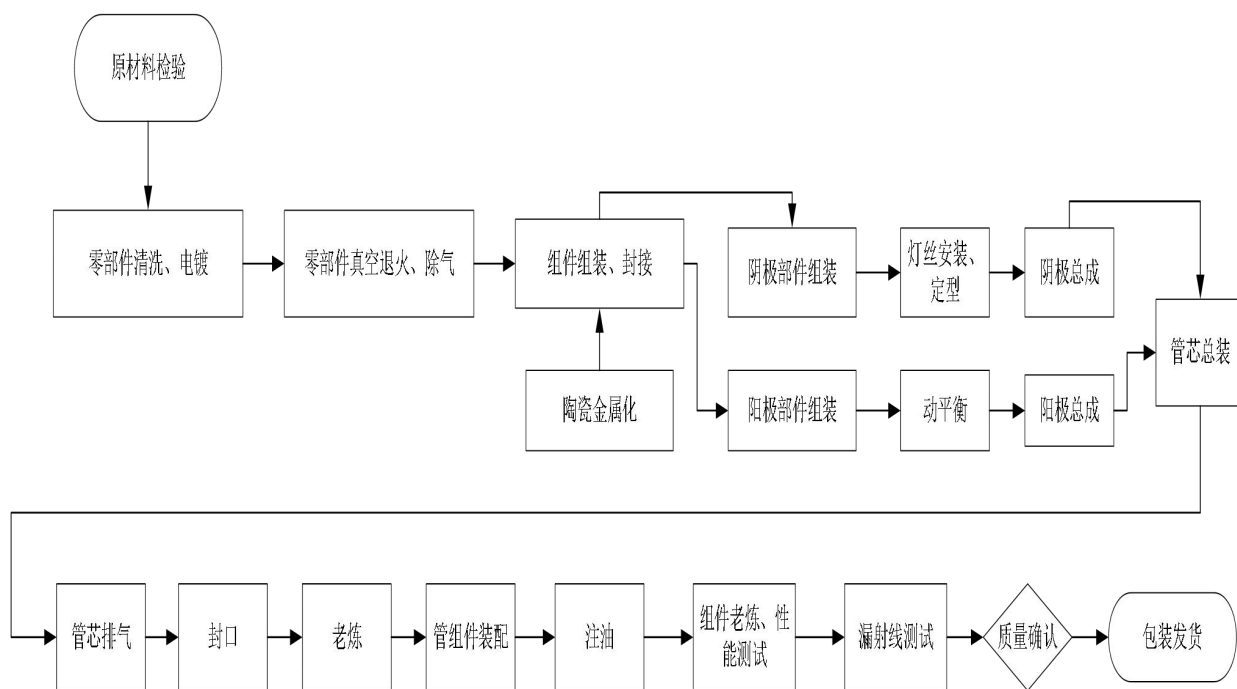 原材料检验
零部件清洗、电镀
零部件真空退火、除气
组件组装、封接
陶瓷金属化
阴极部件组装
灯丝安装、
定型
阴极总成
阳极部件组装
动平衡
阳极总成
管芯总装
管芯排气
封口
老炼
管组件装配
注油
组件老炼、性
能测试
漏射线测试
质量确认
包装发货